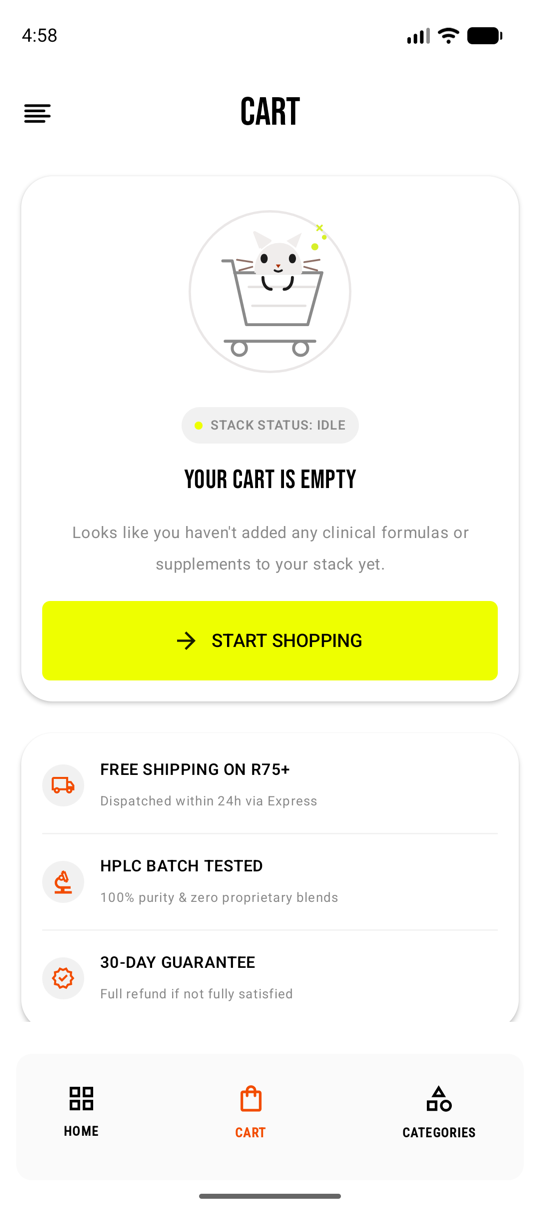 4:58
CART
STACK STATUS: IDLE
YOUR CART IS EMPTY
Looks like you haven't added any clinical formulas or
supplements to your stack yet.
START SHOPPING
FREE SHIPPING ON R75+
Dispatched within 24h via Express
HPLC BATCH TESTED
100% purity & zero proprietary blends
30-DAY GUARANTEE
Full refund if not fully satisfied
HOME
CART
CATEGORIES